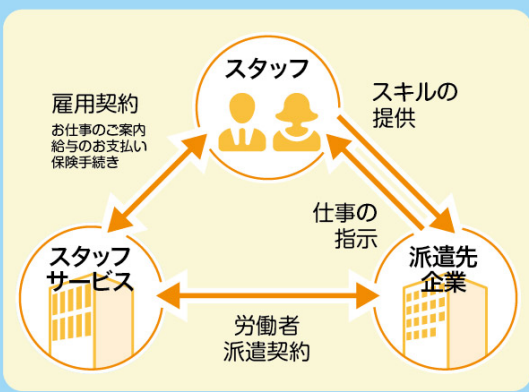 スタッフ
雇用契約
お仕事のご案内
給与のお支払い
保険手続き
スキルの
提供
仕事の
指示
スタッフ
サービス
派遣先
企業
労働者
派遣契約